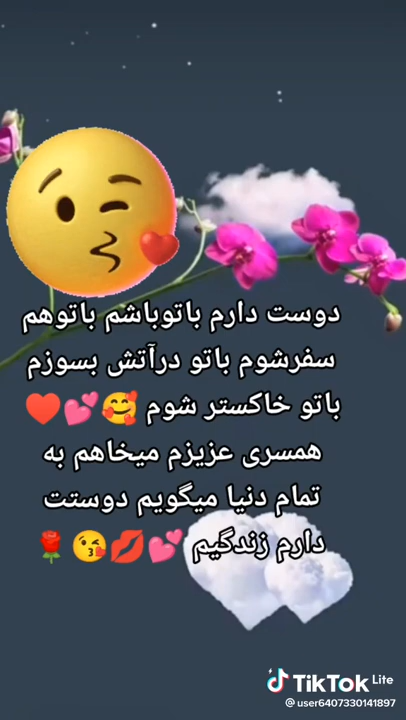 دوست دارم باتوباشم باتوهم
سفرشوم باتو درآتش بسوزم
باتو خاکستر شوم 🥰💕♥️
همسری عزیزم میخاهم به
تمام دنیا میگویم دوستت
دارم زندگیم 💕💋😘🌹
TikTok Lite
@user6407330141897